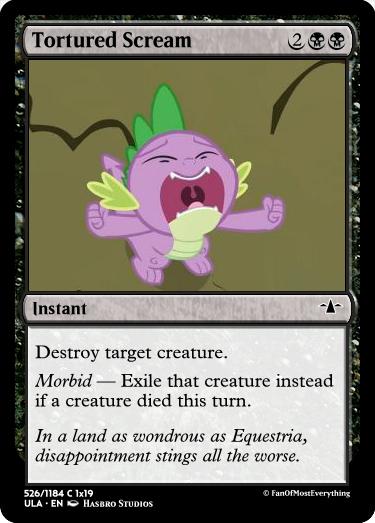 Tortured Scream 2
Instant
Destroy target creature.
Morbid — Exile that creature instead
if a creature died this turn.
In a land as wondrous as Equestria,
disappointment stings all the worse.
526/1184 C 1x19
ULA • EN Hasbro Studios
© FanOfMostEverything